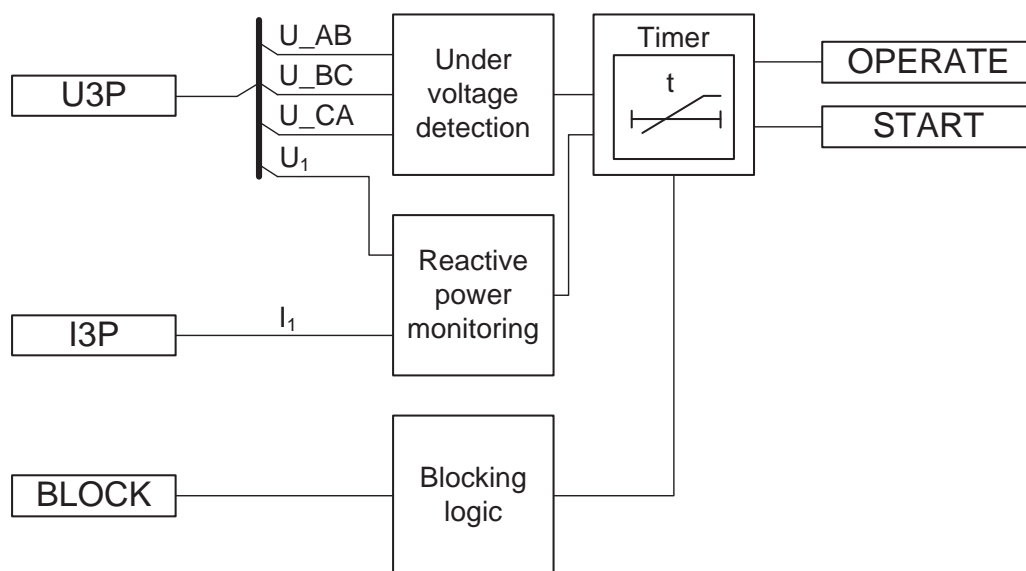 U3P
U_AB
U_BC
U_CA
U₁
Under
voltage
detection
Timer
t
OPERATE
START
I3P
I₁
Reactive
power
monitoring
BLOCK
Blocking
logic